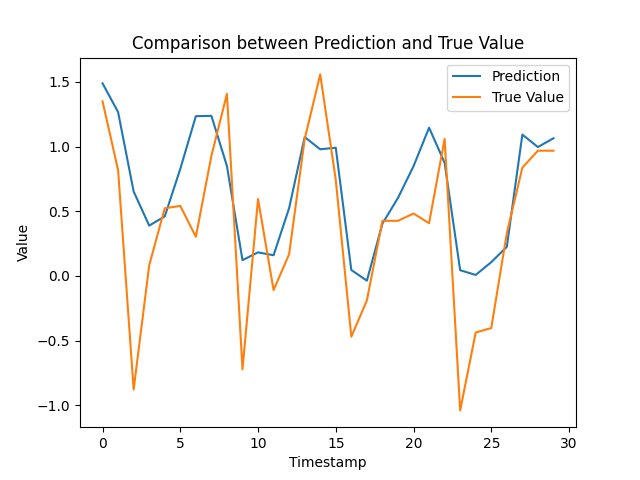 Comparison between Prediction and True Value
Prediction
True Value
1.5
1.0
0.5
0.0
−0.5
−1.0
Value
0 5 10 15 20 25 30
Timestamp